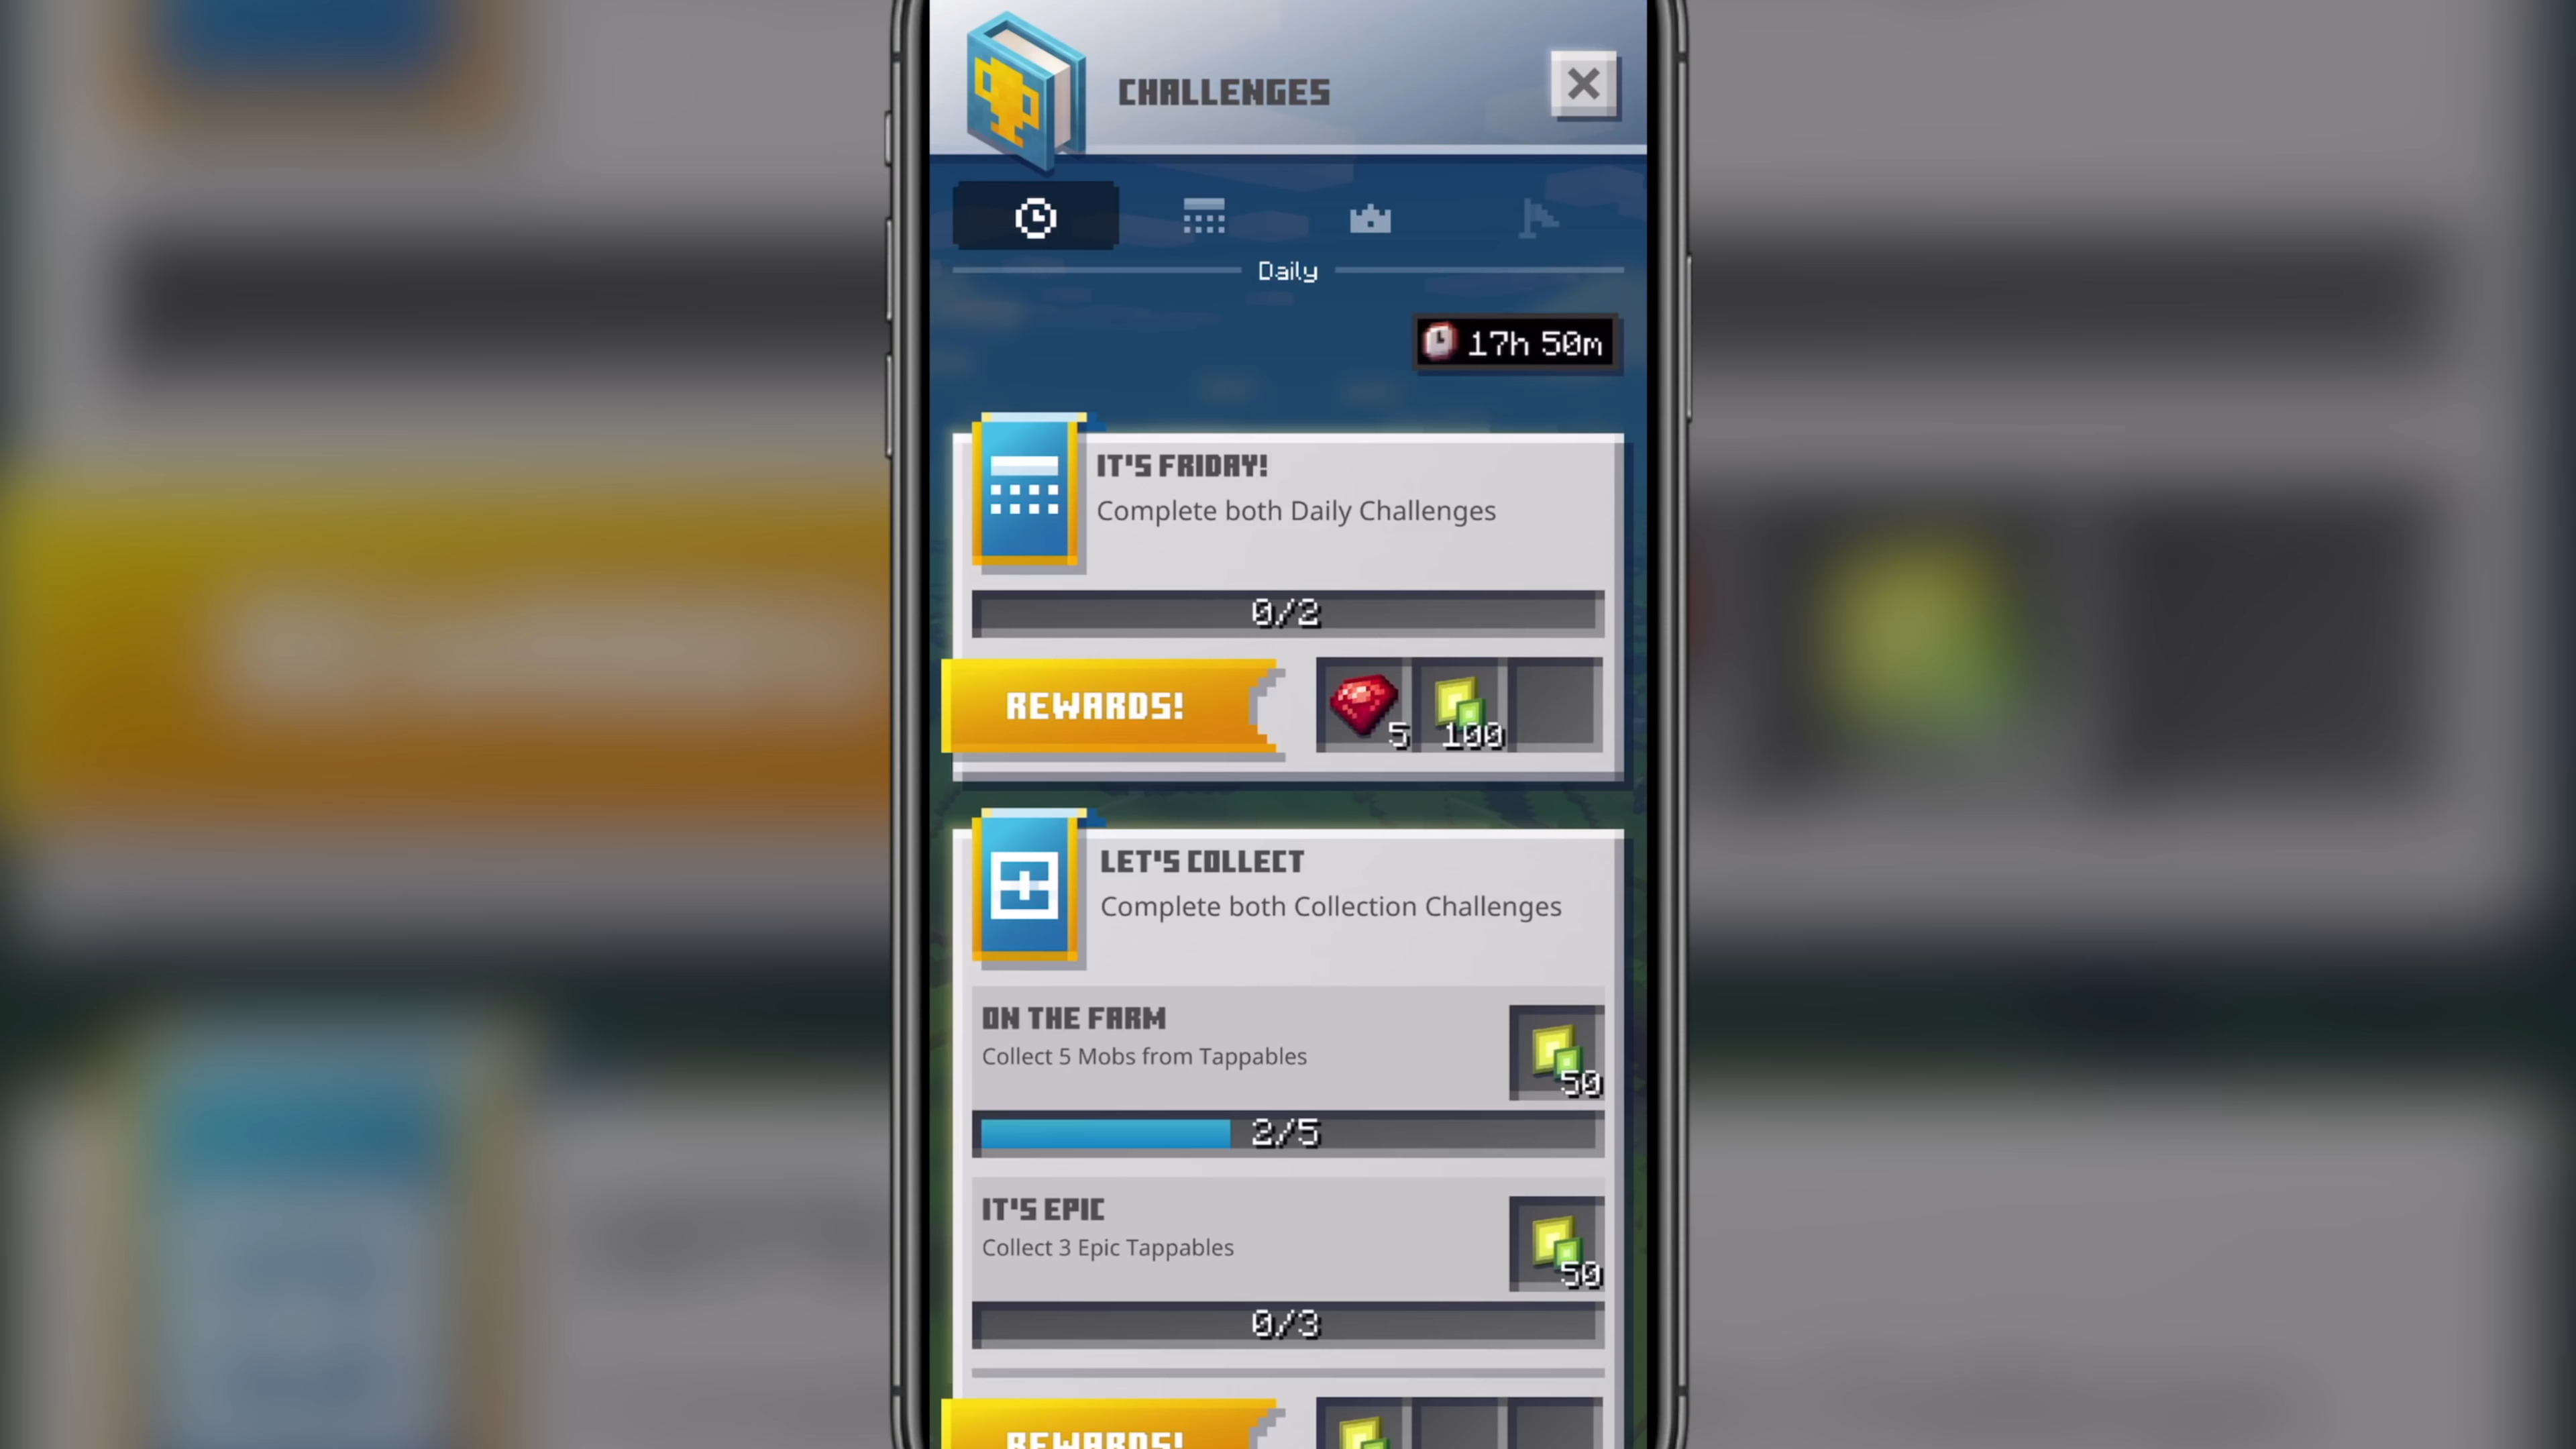 CHALLENGES
Daily
17h 50m
IT'S FRIDAY!
Complete both Daily Challenges
0/2
REWARDS!
5
100
LET'S COLLECT
Complete both Collection Challenges
ON THE FARM
Collect 5 Mobs from Tappables
50
2/5
IT'S EPIC
Collect 3 Epic Tappables
50
0/3
REWARDS!